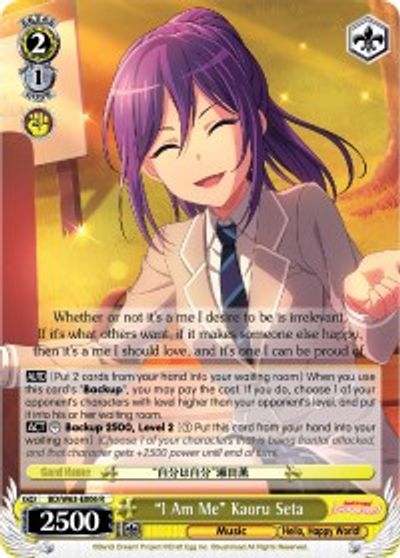 2
1
Whether or not it's a me I desire to be is irrelevant.
If it's what others want, if it makes someone else happy,
then it's a me I should love, and it's one I can be proud of.
AUTO (Put 2 cards from your hand into your waiting room) When you use
this card's "Backup", you may pay the cost. If you do, choose 1 of your
opponent's characters with level higher than your opponent's level, and put
it into his or her waiting room.
ACT Backup 2500, Level 2 (① Put this card from your hand into
your waiting room) (Choose 1 of your characters that is being frontal attacked, and that
character gets +2500 power until end of turn.
Card Name
"自分は自分"瀬田薫
2500
"I Am Me" Kaoru Seta
Music
Hello, Happy World!